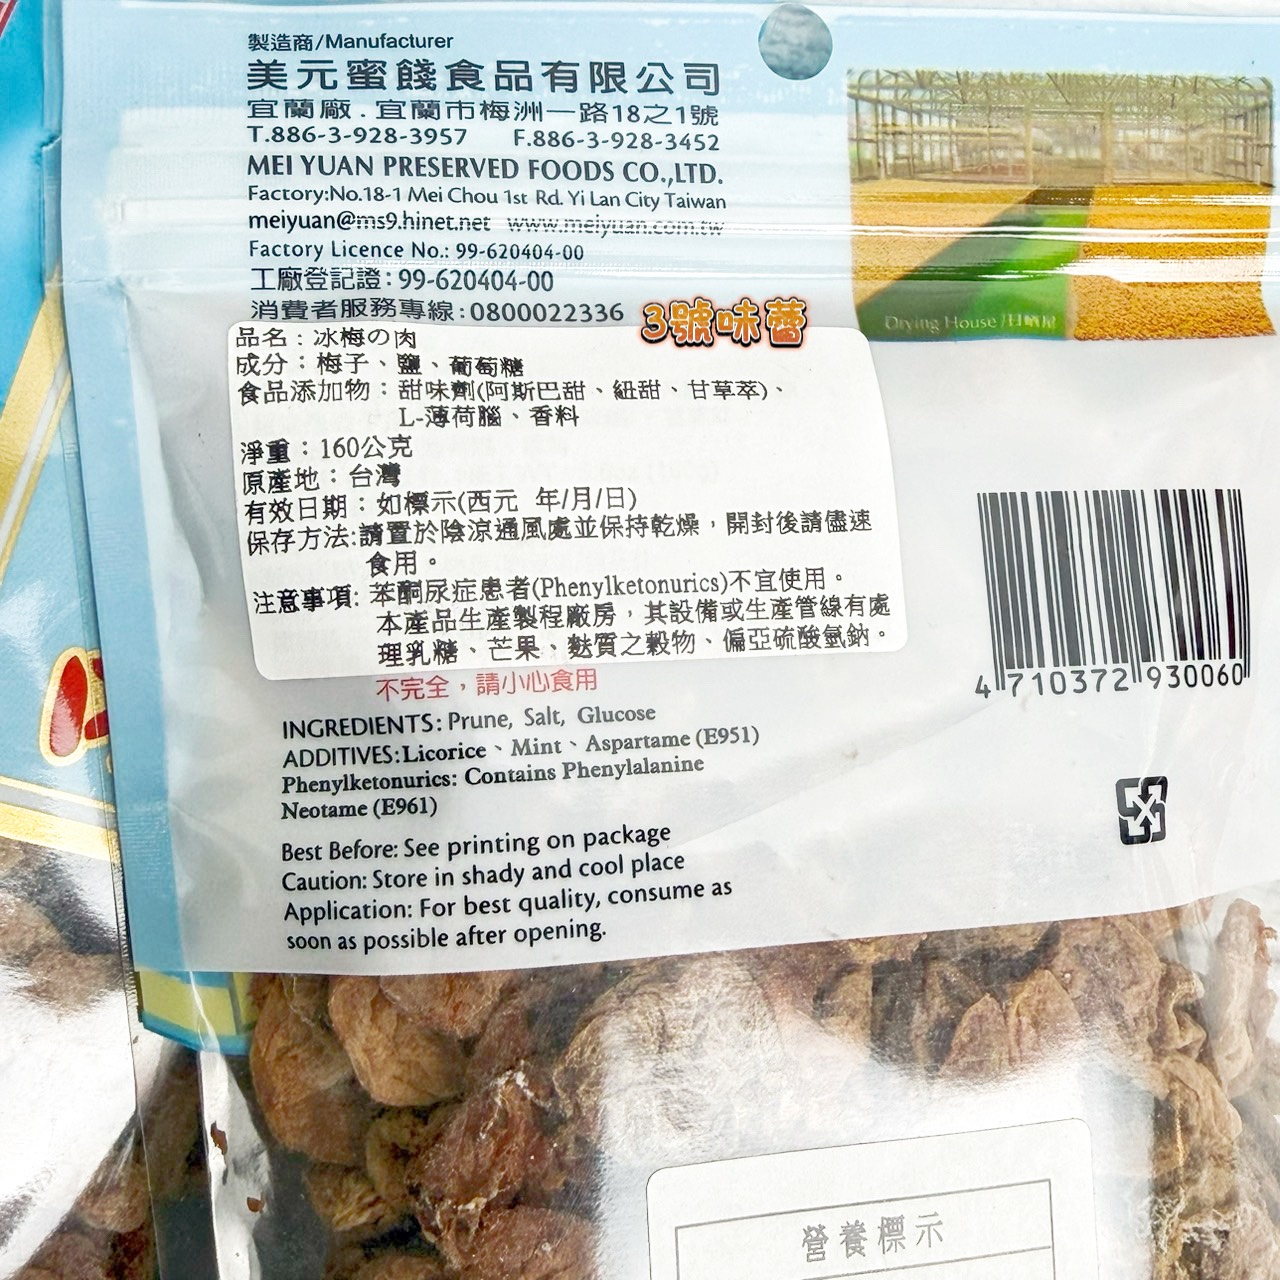 製造商/Manufacturer
美元蜜餞食品有限公司
宜蘭廠.宜蘭市梅洲一路18之1號
T.886-3-928-3957 F.886-3-928-3452
MEI YUAN PRESERVED FOODS CO.,LTD.
Factory:No.18-1 Mei Chou 1st Rd. Yi Lan City Taiwan
meiyuan@ms9.hinet.net www.meiyuan.com.tw
Factory Licence No.: 99-620404-00
工廠登記證:99-620404-00
消費者服務專線:0800022336
3號味蕾
Drying House /日晒屋
品名:冰梅の肉
成分:梅子、鹽、葡萄糖
食品添加物:甜味劑(阿斯巴甜、紐甜、甘草萃)、
L-薄荷腦、香料
淨重:160公克
原產地:台灣
有效日期:如標示(西元 年/月/日)
保存方法:請置於陰涼通風處並保持乾燥,開封後請儘速
食用。
注意事項:苯酮尿症患者(Phenylketonurics)不宜使用。
本產品生產製程廠房,其設備或生產管線有處
理乳糖、芒果、麩質之穀物、偏亞硫酸氫鈉。
不完全,請小心食用
INGREDIENTS: Prune, Salt, Glucose
ADDITIVES:Licorice、Mint、Aspartame (E951)
Phenylketonurics: Contains Phenylalanine
Neotame (E961)
Best Before: See printing on package
Caution: Store in shady and cool place
Application: For best quality, consume as
soon as possible after opening.
4 710372 930060
營養標示